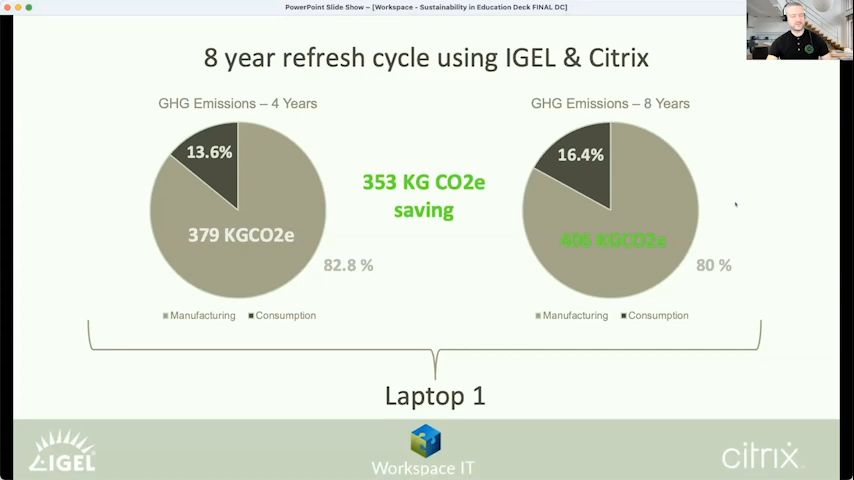 PowerPoint Slide Show – [Workspace - Sustainability in Education Deck FINAL DC]
8 year refresh cycle using IGEL & Citrix
GHG Emissions – 4 Years
GHG Emissions – 8 Years
13.6%
16.4%
353 KG CO2e
saving
379 KGCO2e
406 KGCO2e
82.8 %
80 %
Manufacturing
Consumption
Manufacturing
Consumption
Laptop 1
IGEL
Workspace IT
citrix